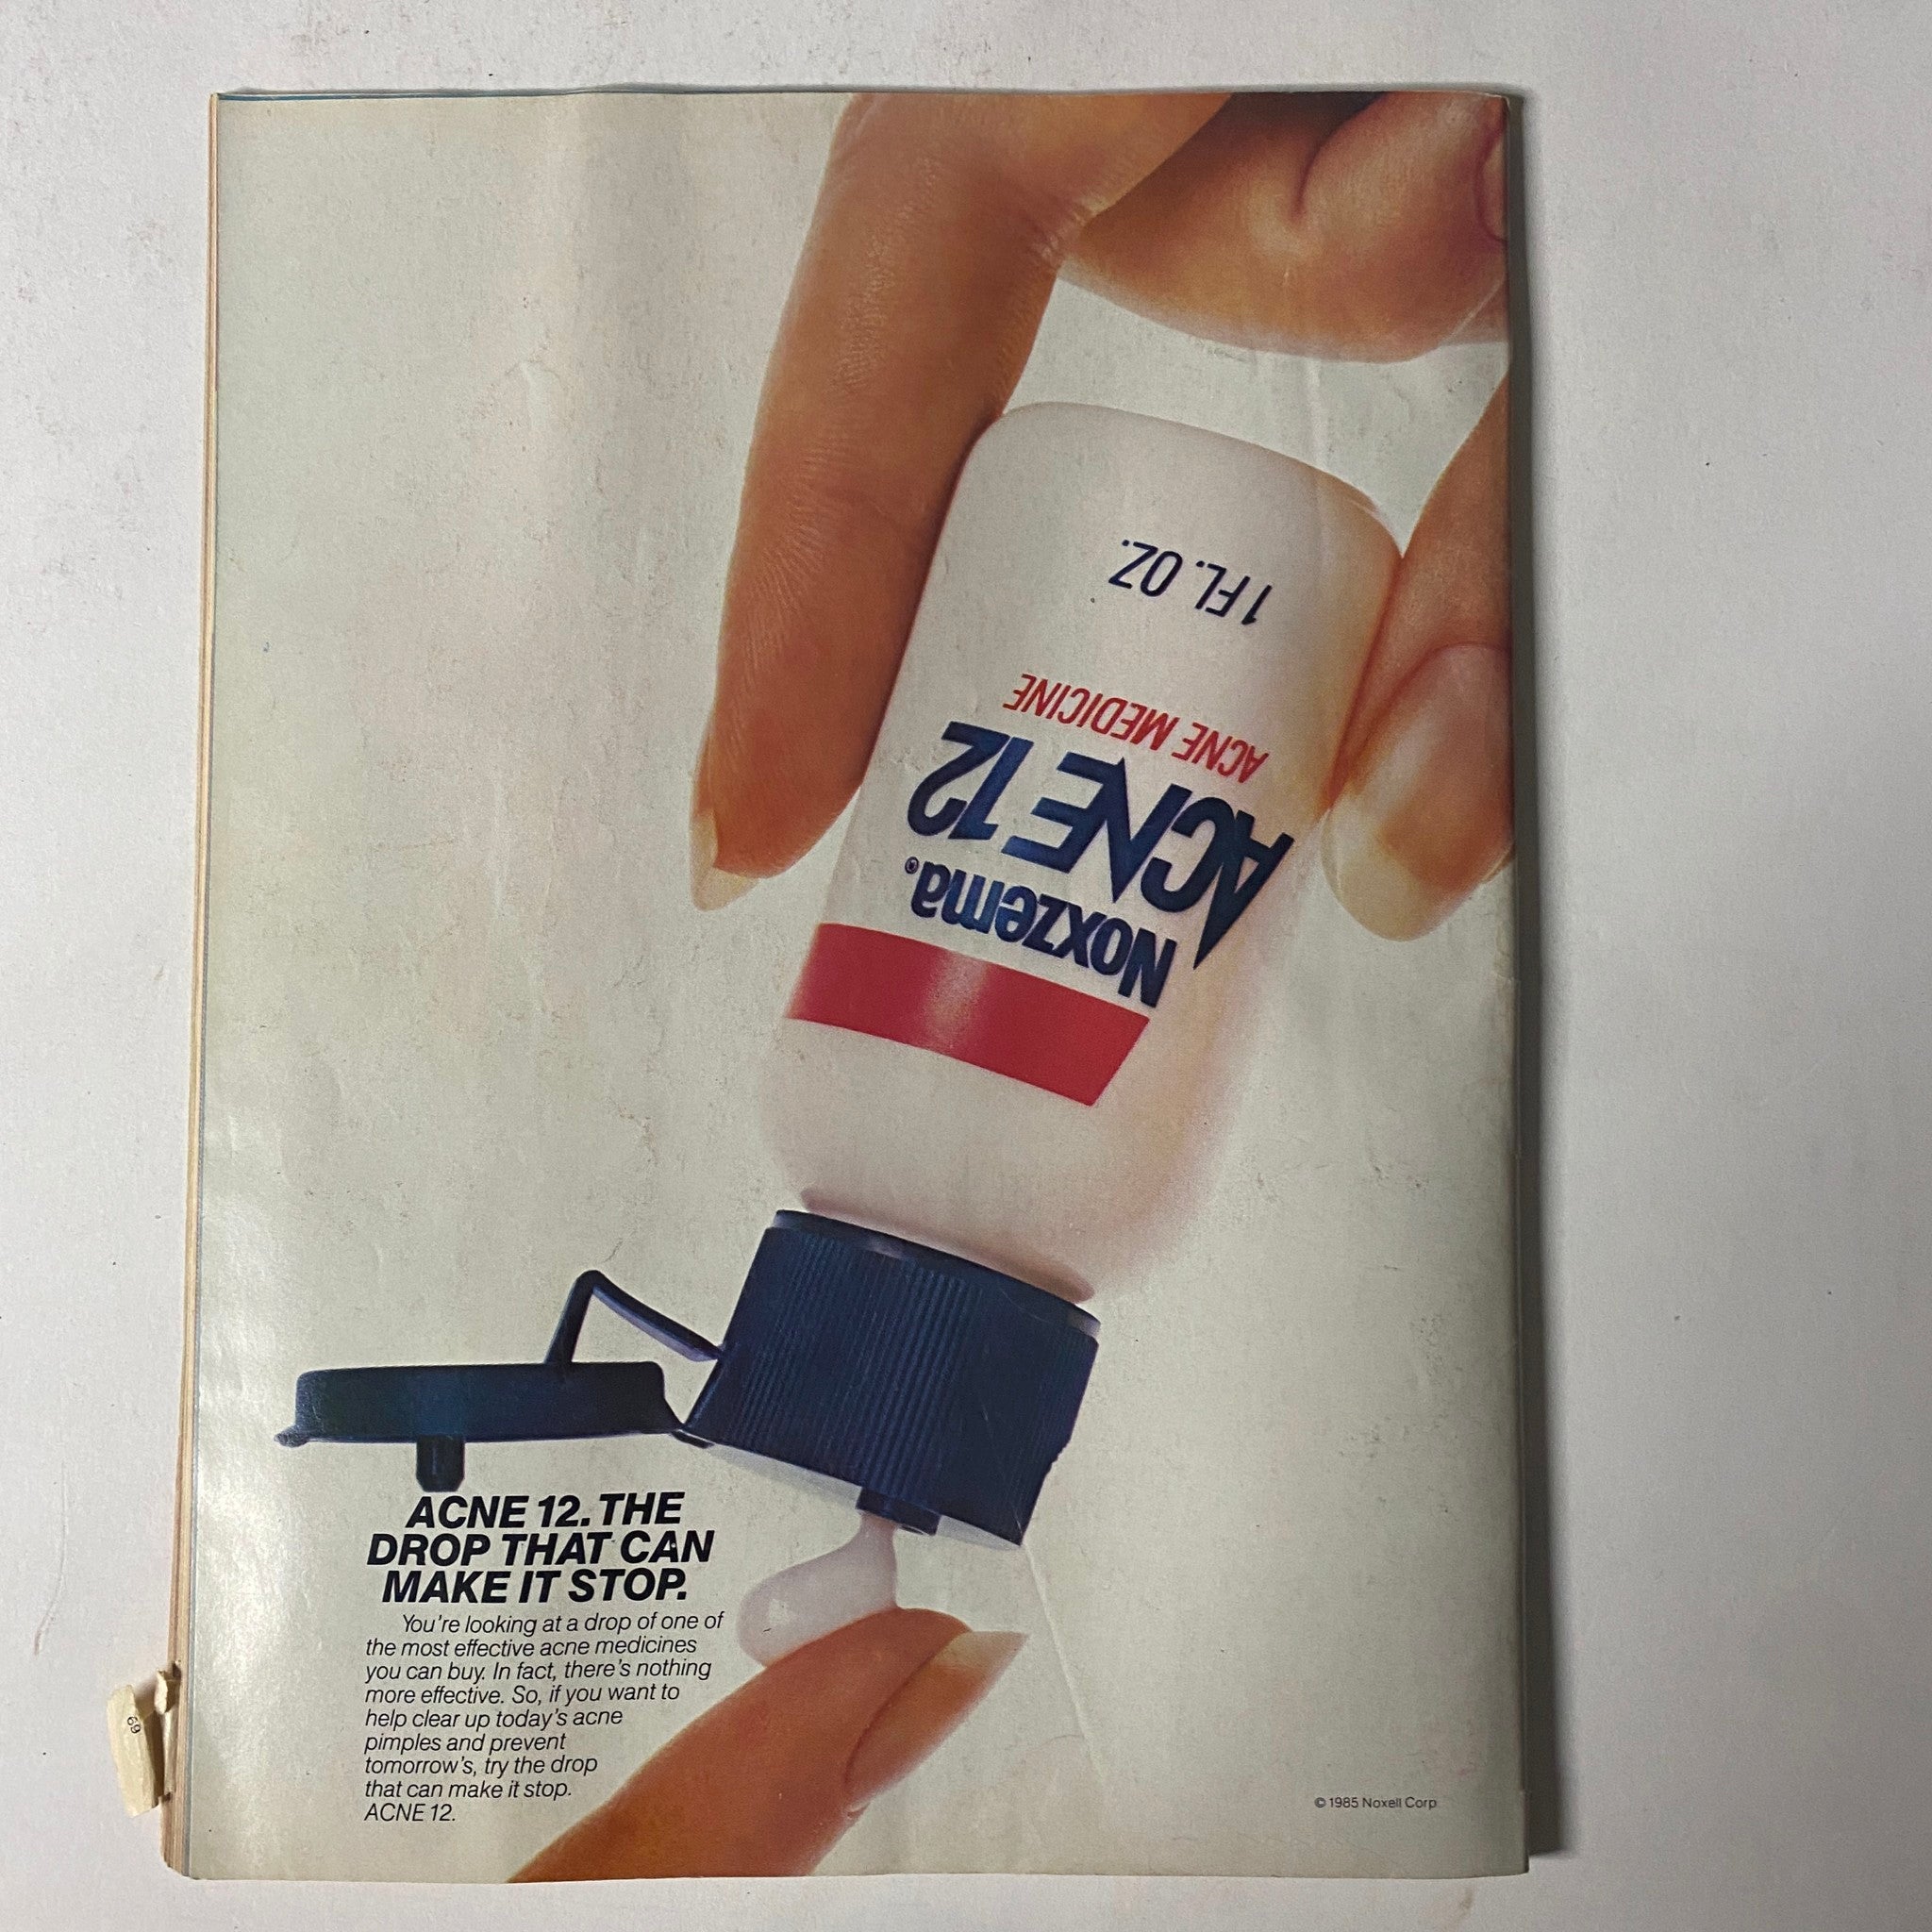 1 FL. OZ.
ACNE MEDICINE
ACNE 12
Noxzema®
ACNE 12. THE
DROP THAT CAN
MAKE IT STOP.
You're looking at a drop of one of
the most effective acne medicines
you can buy. In fact, there's nothing
more effective. So, if you want to
help clear up today's acne
pimples and prevent
tomorrow's, try the drop
that can make it stop.
ACNE 12.
© 1985 Noxell Corp.
69